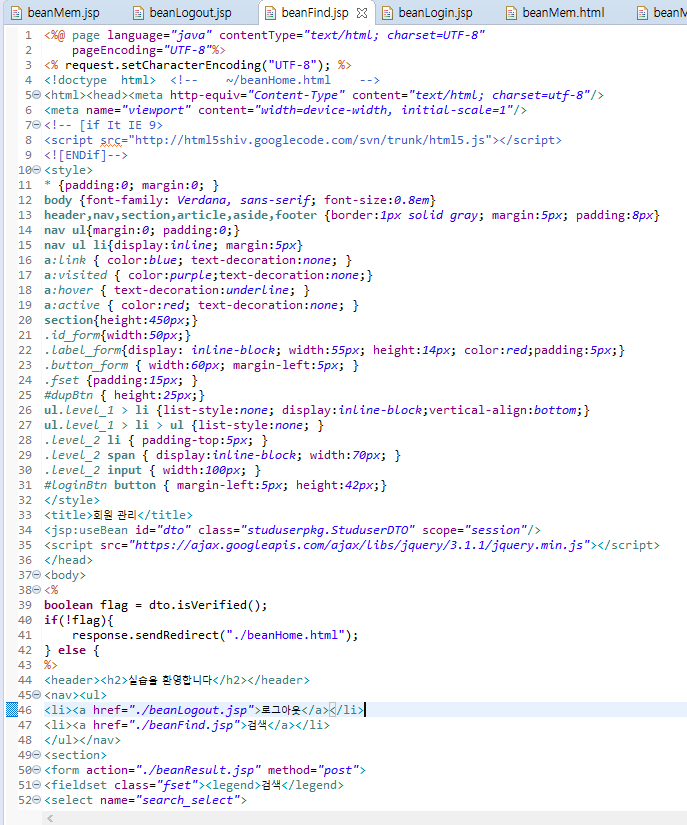 beanMem.jsp beanLogout.jsp beanFind.jsp beanLogin.jsp beanMem.html beanM
1 <%@ page language="java" contentType="text/html; charset=UTF-8"
2     pageEncoding="UTF-8"%>
3 <% request.setCharacterEncoding("UTF-8"); %>
4 <!doctype  html>  <!--    ~/beanHome.html    -->
5 <html><head><meta http-equiv="Content-Type" content="text/html; charset=utf-8"/>
6 <meta name="viewport" content="width=device-width, initial-scale=1"/>
7 <!-- [if It IE 9>
8 <script src="http://html5shiv.googlecode.com/svn/trunk/html5.js"></script>
9 <![ENDif]-->
10 <style>
11 * {padding:0; margin:0; }
12 body {font-family: Verdana, sans-serif; font-size:0.8em}
13 header,nav,section,article,aside,footer {border:1px solid gray; margin:5px; padding:8px}
14 nav ul{margin:0; padding:0;}
15 nav ul li{display:inline; margin:5px}
16 a:link { color:blue; text-decoration:none; }
17 a:visited { color:purple;text-decoration:none;}
18 a:hover { text-decoration:underline; }
19 a:active { color:red; text-decoration:none; }
20 section{height:450px;}
21 .id_form{width:50px;}
22 .label_form{display: inline-block; width:55px; height:14px; color:red;padding:5px;}
23 .button_form { width:60px; margin-left:5px; }
24 .fset {padding:15px; }
25 #dupBtn { height:25px;}
26 ul.level_1 > li {list-style:none; display:inline-block;vertical-align:bottom;}
27 ul.level_1 > li > ul {list-style:none; }
28 .level_2 li { padding-top:5px; }
29 .level_2 span { display:inline-block; width:70px; }
30 .level_2 input { width:100px; }
31 #loginBtn button { margin-left:5px; height:42px;}
32 </style>
33 <title>회원 관리</title>
34 <jsp:useBean id="dto" class="studuserpkg.StuduserDTO" scope="session"/>
35 <script src="https://ajax.googleapis.com/ajax/libs/jquery/3.1.1/jquery.min.js"></script>
36 </head>
37 <body>
38 <%
39 boolean flag = dto.isVerified();
40 if(!flag){
41     response.sendRedirect("./beanHome.html");
42 } else {
43 %>
44 <header><h2>실습을 환영합니다</h2></header>
45 <nav><ul>
46 <li><a href="./beanLogout.jsp">로그아웃</a></li>
47 <li><a href="./beanFind.jsp">검색</a></li>
48 </ul></nav>
49 <section>
50 <form action="./beanResult.jsp" method="post">
51 <fieldset class="fset"><legend>검색</legend>
52 <select name="search_select">